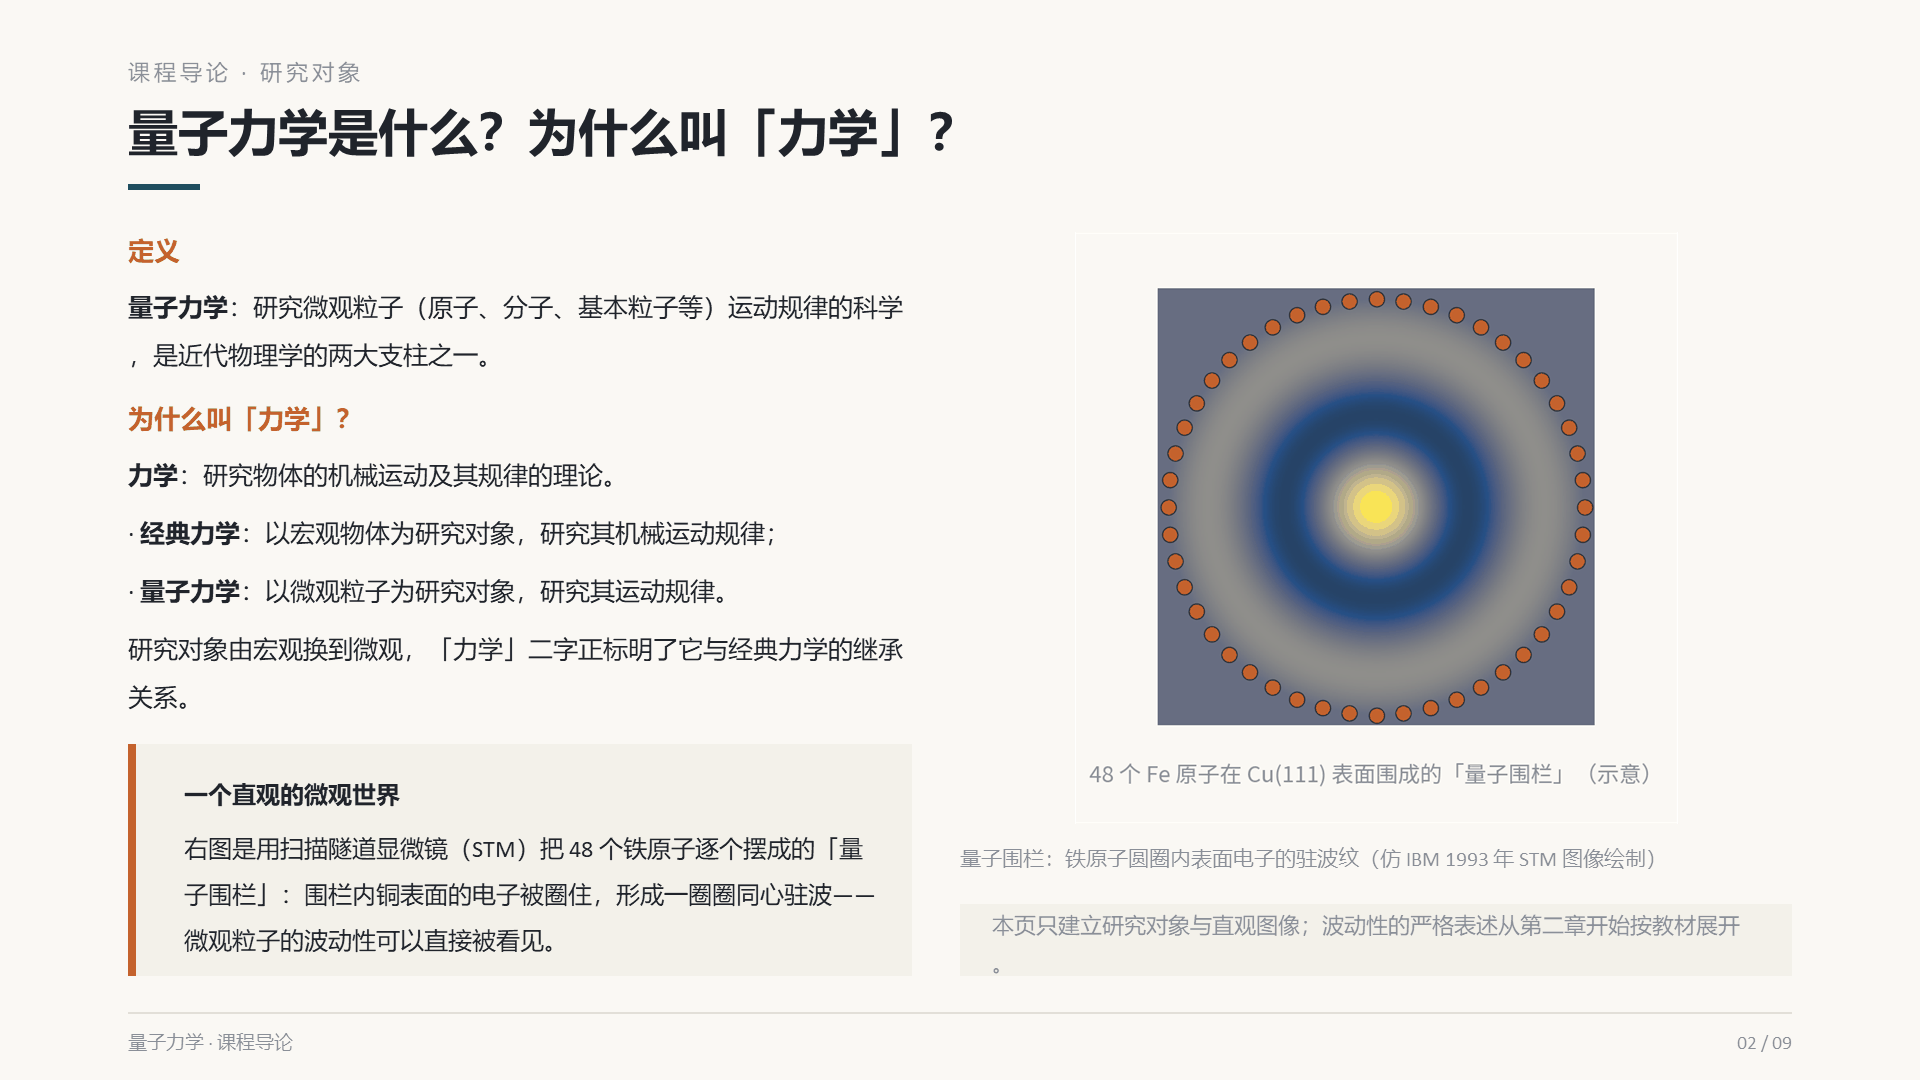 课程导论 · 研究对象
量子力学是什么？为什么叫「力学」？
定义
量子力学：研究微观粒子（原子、分子、基本粒子等）运动规律的科学
，是近代物理学的两大支柱之一。
为什么叫「力学」？
力学：研究物体的机械运动及其规律的理论。
· 经典力学：以宏观物体为研究对象，研究其机械运动规律；
· 量子力学：以微观粒子为研究对象，研究其运动规律。
研究对象由宏观换到微观，「力学」二字正标明了它与经典力学的继承
关系。
一个直观的微观世界
右图是用扫描隧道显微镜（STM）把 48 个铁原子逐个摆成的「量
子围栏」：围栏内铜表面的电子被圈住，形成一圈圈同心驻波——
微观粒子的波动性可以直接被看见。
48 个 Fe 原子在 Cu(111) 表面围成的「量子围栏」（示意）
量子围栏：铁原子圆圈内表面电子的驻波纹（仿 IBM 1993 年 STM 图像绘制）
本页只建立研究对象与直观图像；波动性的严格表述从第二章开始按教材展开
。
量子力学 · 课程导论
02 / 09